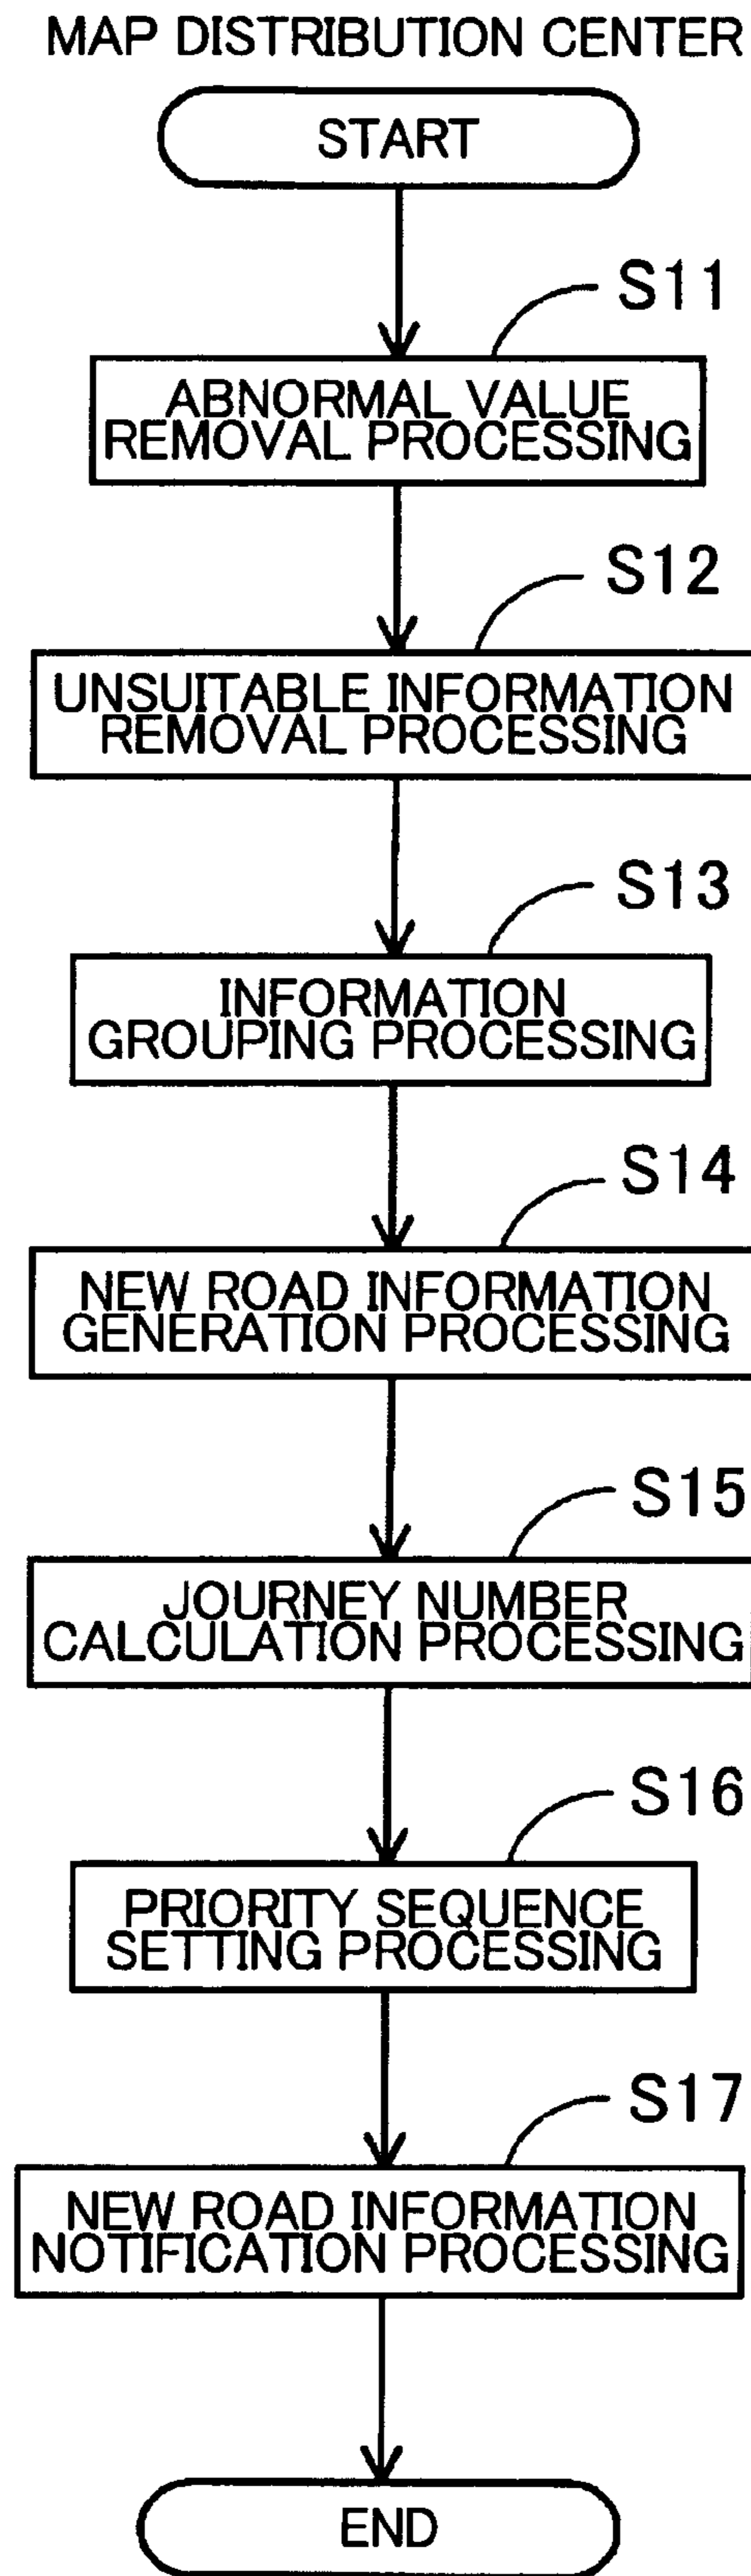 MAP DISTRIBUTION CENTER
START
S11
ABNORMAL VALUE
REMOVAL PROCESSING
S12
UNSUITABLE INFORMATION
REMOVAL PROCESSING
S13
INFORMATION
GROUPING PROCESSING
S14
NEW ROAD INFORMATION
GENERATION PROCESSING
S15
JOURNEY NUMBER
CALCULATION PROCESSING
S16
PRIORITY SEQUENCE
SETTING PROCESSING
S17
NEW ROAD INFORMATION
NOTIFICATION PROCESSING
END